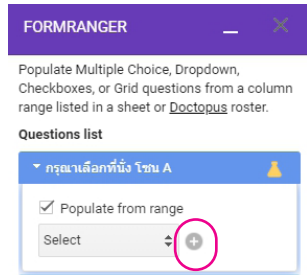 FORMRANGER
Populate Multiple Choice, Dropdown,
Checkboxes, or Grid questions from a column
range listed in a sheet or Doctopus roster.
Questions list
กรุณาเลือกที่นั่ง โซน A
Populate from range
Select